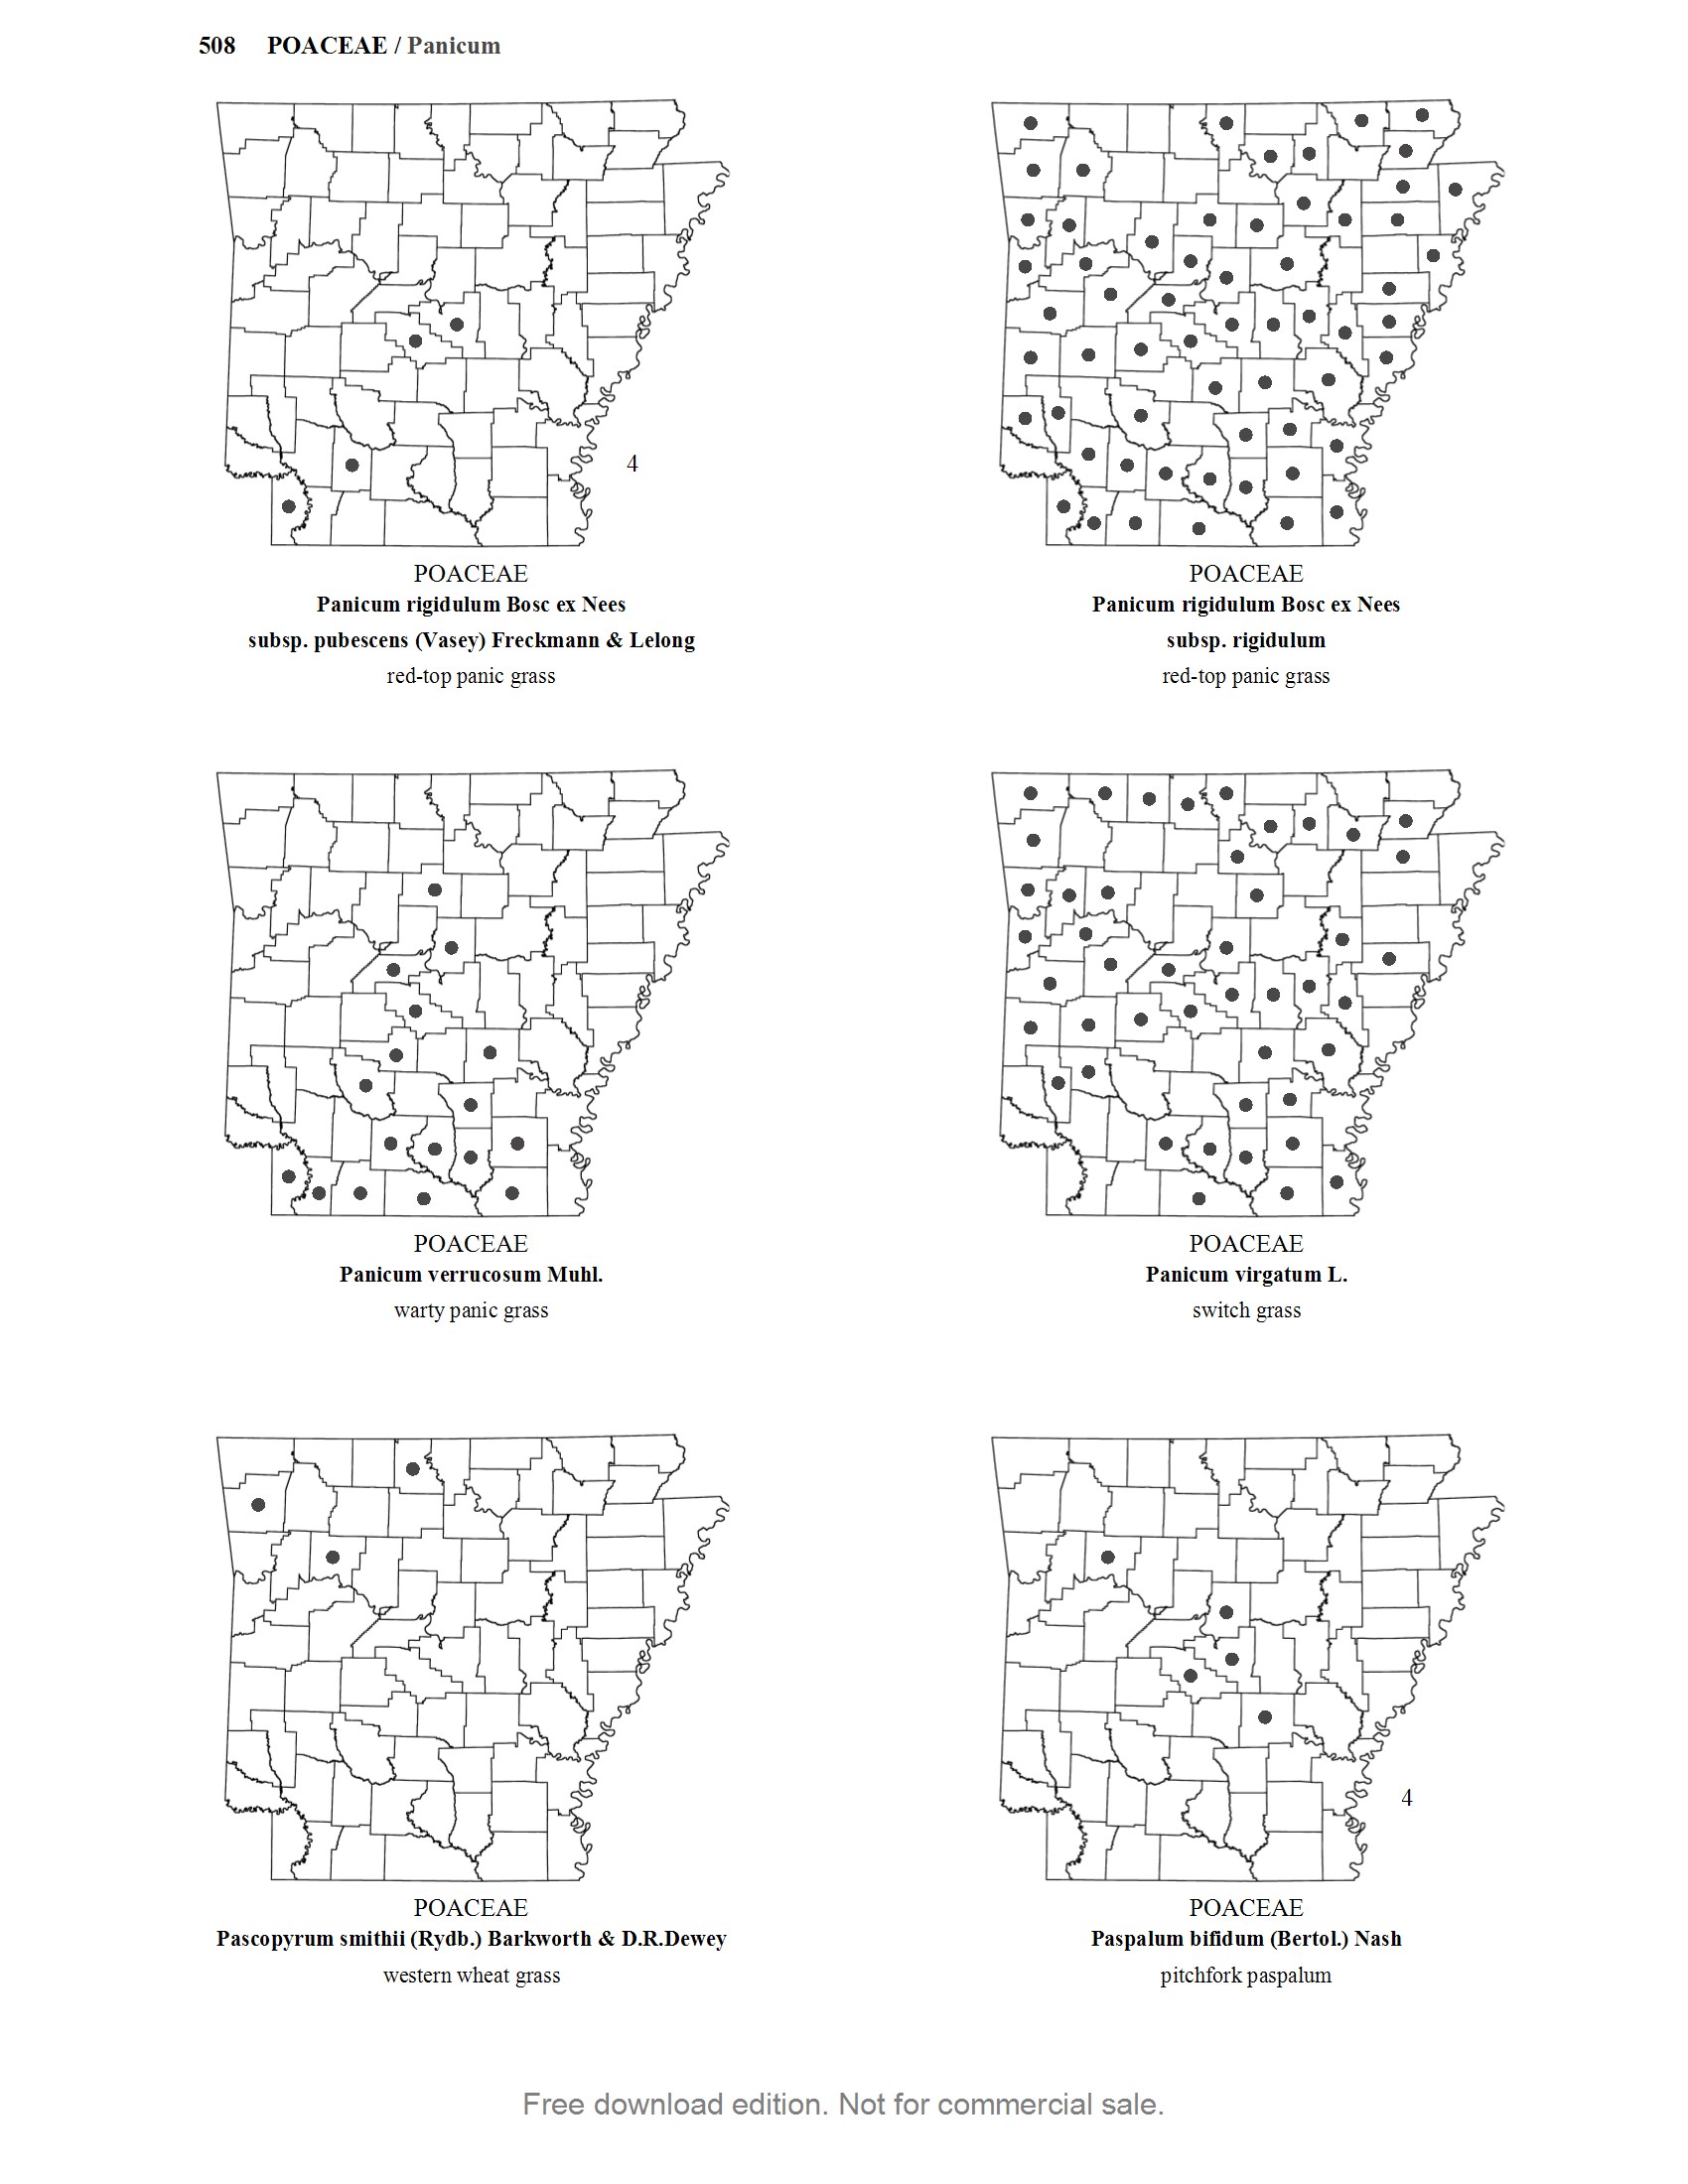 508 POACEAE / Panicum
4
POACEAE
Panicum rigidulum Bosc ex Nees
subsp. pubescens (Vasey) Freckmann & Lelong
red-top panic grass
POACEAE
Panicum rigidulum Bosc ex Nees
subsp. rigidulum
red-top panic grass
POACEAE
Panicum verrucosum Muhl.
warty panic grass
POACEAE
Panicum virgatum L.
switch grass
POACEAE
Pascopyrum smithii (Rydb.) Barkworth & D.R.Dewey
western wheat grass
4
POACEAE
Paspalum bifidum (Bertol.) Nash
pitchfork paspalum
Free download edition. Not for commercial sale.